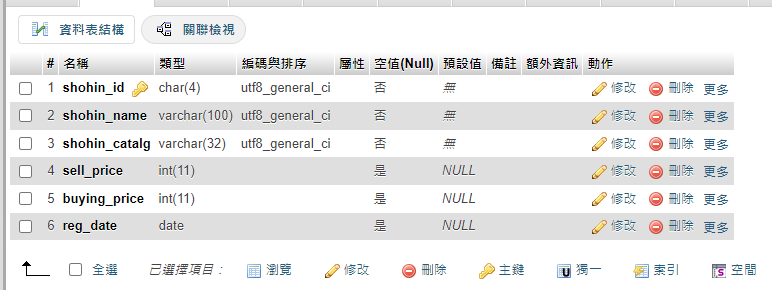 資料表結構 關聯檢視
# 名稱 類型 編碼與排序 屬性 空值(Null) 預設值 備註 額外資訊 動作
1 shohin_id char(4) utf8_general_ci 否 無 修改 刪除 更多
2 shohin_name varchar(100) utf8_general_ci 否 無 修改 刪除 更多
3 shohin_catalg varchar(32) utf8_general_ci 否 無 修改 刪除 更多
4 sell_price int(11) 是 NULL 修改 刪除 更多
5 buying_price int(11) 是 NULL 修改 刪除 更多
6 reg_date date 是 NULL 修改 刪除 更多
全選 已選擇項目： 瀏覽 修改 刪除 主鍵 獨一 索引 空間